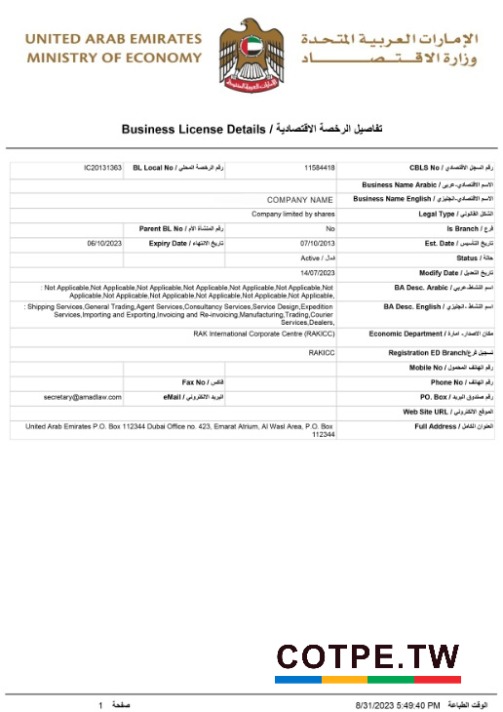 UNITED ARAB EMIRATES
MINISTRY OF ECONOMY
الإمارات العربية المتحدة
وزارة الاقتصاد
Business License Details / تفاصيل الرخصة الاقتصادية
IC20131363 BL Local No / رقم الرخصة المحلي 11584418 CBLS No / رقم السجل الاقتصادي
Business Name Arabic / الاسم الاقتصادي-عربي
COMPANY NAME Business Name English / الاسم الاقتصادي-انجليزي
Company limited by shares Legal Type / الشكل القانوني
Parent BL No / رقم المنشأة الأم No Is Branch / فرع
06/10/2023 Expiry Date / تاريخ الانتهاء 07/10/2013 Est. Date / تاريخ التأسيس
Active / فعال Status / حالة
14/07/2023 Modify Date / تاريخ التعديل
: Not Applicable,Not Applicable,Not Applicable,Not Applicable,Not Applicable,Not Applicable,Not BA Desc. Arabic / اسم النشاط-عربي
Applicable,Not Applicable,Not Applicable,Not Applicable,Not Applicable,Not Applicable,
: Shipping Services,General Trading,Agent Services,Consultancy Services,Service Design,Expedition BA Desc. English / اسم النشاط -انجليزي
Services,Importing and Exporting,Invoicing and Re-invoicing,Manufacturing,Trading,Courier
Services,Dealers,
RAK International Corporate Centre (RAKICC) Economic Department / مكان الاصدار- امارة
RAKICC Registration ED Branch/تسجيل فرع
Mobile No / رقم الهاتف المحمول
Fax No / فاكس Phone No / رقم الهاتف
secretary@amadlaw.com eMail / البريد الالكتروني PO. Box / رقم صندوق البريد
Web Site URL / الموقع الالكتروني
United Arab Emirates P.O. Box 112344 Dubai Office no. 423, Emarat Atrium, Al Wasl Area, P.O. Box Full Address / العنوان الكامل
112344
COTPE.TW
1 صفحة 8/31/2023 5:49:40 PM الوقت الطباعة